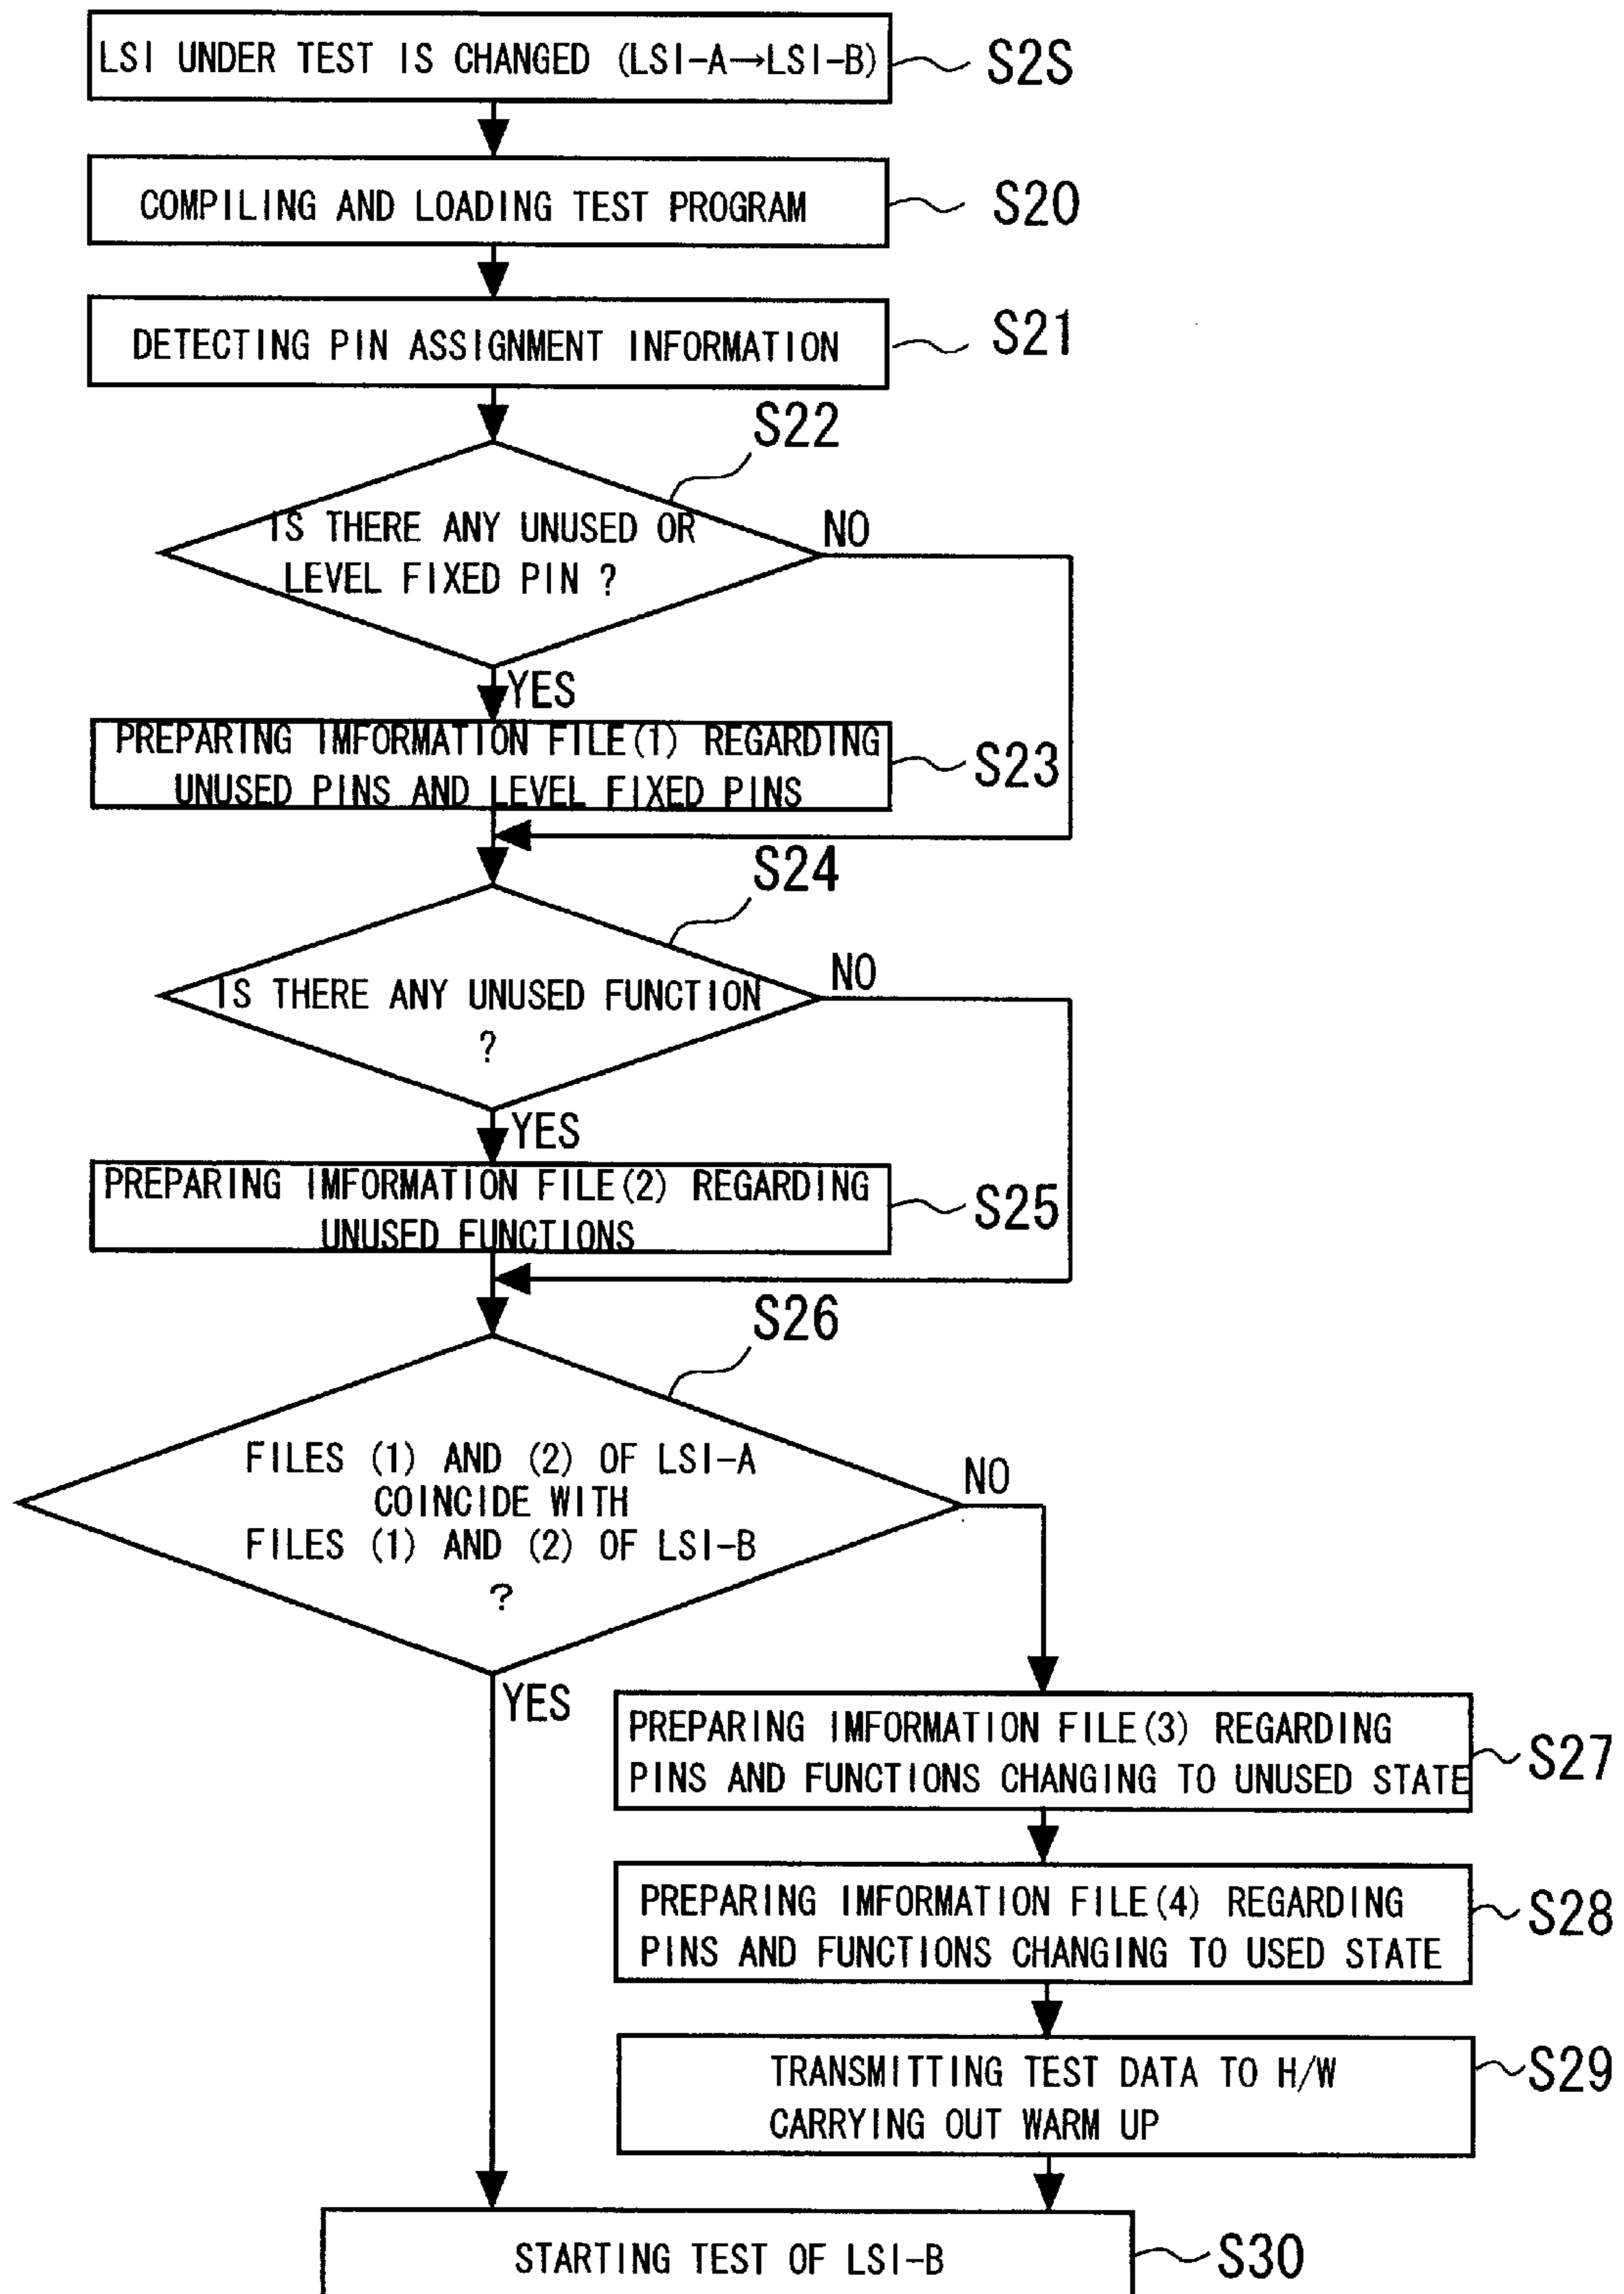 LSI UNDER TEST IS CHANGED (LSI-A→LSI-B)
S2S
COMPILING AND LOADING TEST PROGRAM
S20
DETECTING PIN ASSIGNMENT INFORMATION
S21
S22
IS THERE ANY UNUSED OR
LEVEL FIXED PIN ?
NO
YES
PREPARING IMFORMATION FILE(1) REGARDING
UNUSED PINS AND LEVEL FIXED PINS
S23
S24
IS THERE ANY UNUSED FUNCTION
?
NO
YES
PREPARING IMFORMATION FILE(2) REGARDING
UNUSED FUNCTIONS
S25
S26
FILES (1) AND (2) OF LSI-A
COINCIDE WITH
FILES (1) AND (2) OF LSI-B
?
NO
YES
PREPARING IMFORMATION FILE(3) REGARDING
PINS AND FUNCTIONS CHANGING TO UNUSED STATE
S27
PREPARING IMFORMATION FILE(4) REGARDING
PINS AND FUNCTIONS CHANGING TO USED STATE
S28
TRANSMITTING TEST DATA TO H/W
CARRYING OUT WARM UP
S29
STARTING TEST OF LSI-B
S30